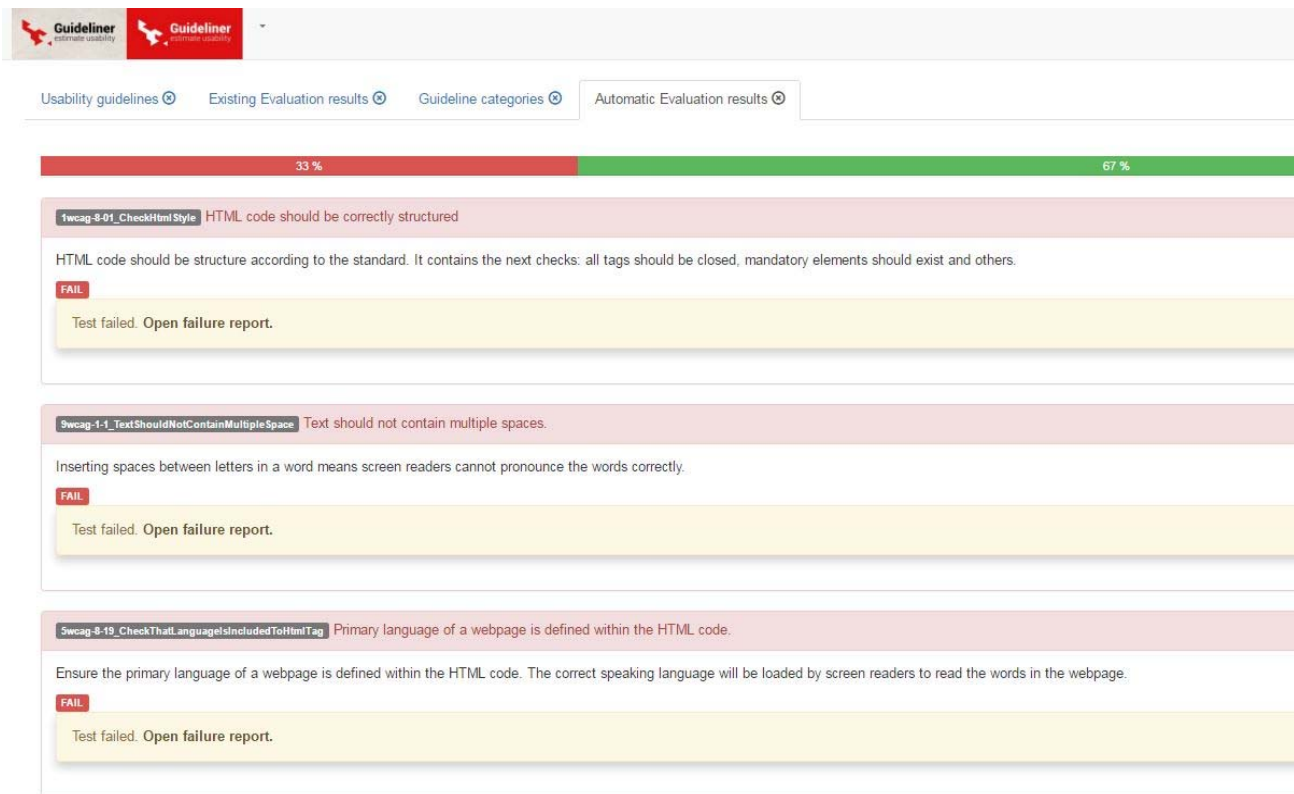 Guideliner
estimate usability
Guideliner
estimate usability
Usability guidelines
Existing Evaluation results
Guideline categories
Automatic Evaluation results
33 %
67 %
1wcag-8-01_CheckHtmlStyle HTML code should be correctly structured
HTML code should be structure according to the standard. It contains the next checks: all tags should be closed, mandatory elements should exist and others.
FAIL
Test failed. Open failure report.
9wcag-1-1_TextShouldNotContainMultipleSpace Text should not contain multiple spaces.
Inserting spaces between letters in a word means screen readers cannot pronounce the words correctly.
FAIL
Test failed. Open failure report.
5wcag-8-19_CheckThatLanguageIsIncludedToHtmlTag Primary language of a webpage is defined within the HTML code.
Ensure the primary language of a webpage is defined within the HTML code. The correct speaking language will be loaded by screen readers to read the words in the webpage.
FAIL
Test failed. Open failure report.